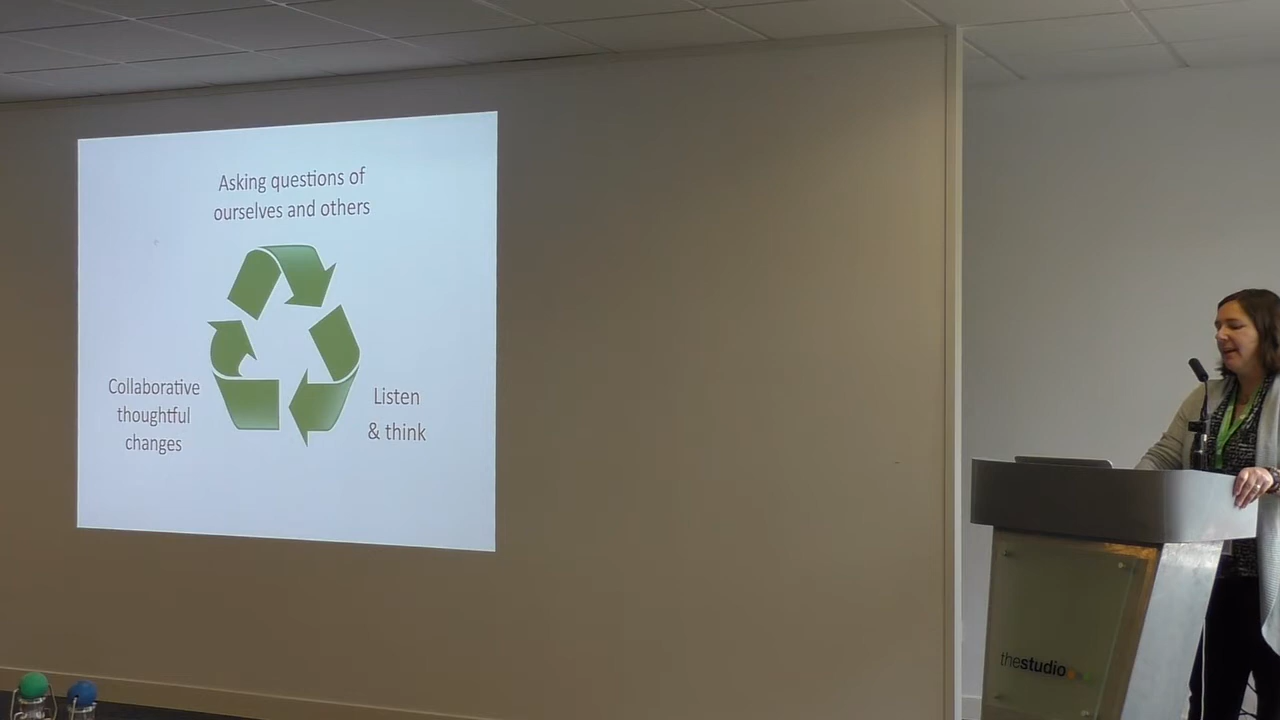 Asking questions of
ourselves and others
Collaborative
thoughtful
changes
Listen
& think
thestudio